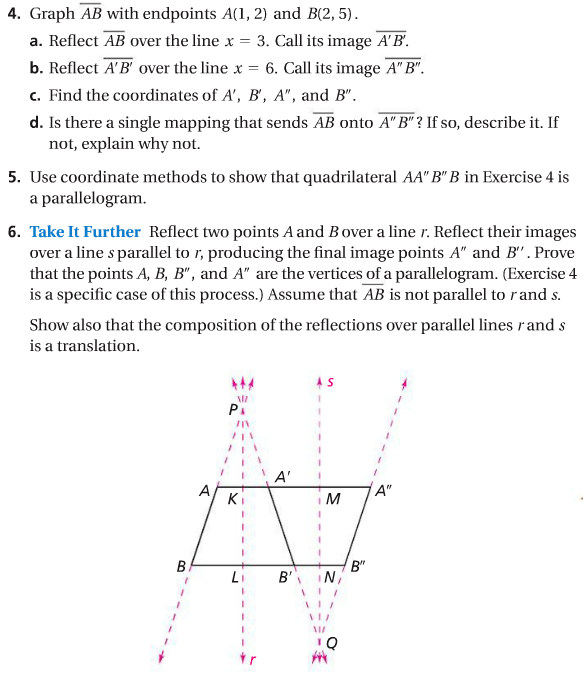 4. Graph AB with endpoints A(1, 2) and B(2, 5).
a. Reflect AB over the line x = 3. Call its image A′B′.
b. Reflect A′B′ over the line x = 6. Call its image A″B″.
c. Find the coordinates of A′, B′, A″, and B″.
d. Is there a single mapping that sends AB onto A″B″? If so, describe it. If
not, explain why not.
5. Use coordinate methods to show that quadrilateral AA″B″B in Exercise 4 is
a parallelogram.
6. Take It Further Reflect two points A and B over a line r. Reflect their images
over a line s parallel to r, producing the final image points A″ and B′′. Prove
that the points A, B, B″, and A″ are the vertices of a parallelogram. (Exercise 4
is a specific case of this process.) Assume that AB is not parallel to r and s.
Show also that the composition of the reflections over parallel lines r and s
is a translation.
s
P
A K A′ M A″
B L B′ N B″
Q
r